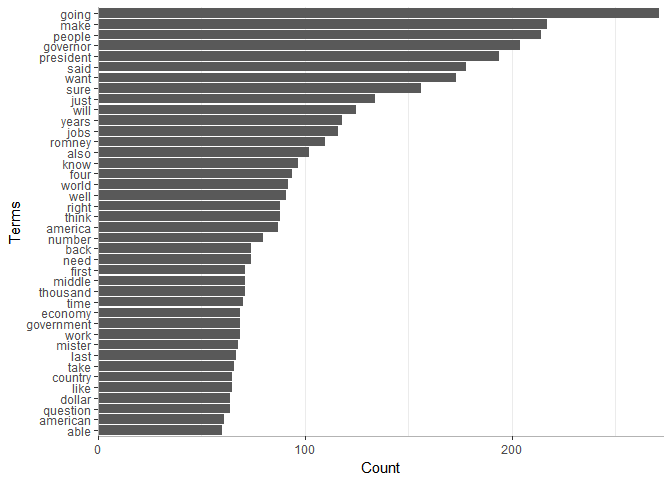 going
make
people
governor
president
said
want
sure
just
will
years
jobs
romney
also
know
four
world
well
right
think
america
number
back
need
first
middle
thousand
time
economy
government
work
mister
last
take
country
like
dollar
question
american
able
Terms
0 100 200
Count